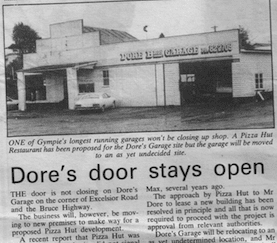 DORE Bros GARAGE
ONE of Gympie's longest running garages won't be closing up shop. A Pizza Hut
Restaurant has been proposed for the Dore's Garage site but the garage will be moved
to an as yet undecided site.
Dore's door stays open
THE door is not closing on Dore's
Garage on the corner of Excelsior Road
and the Bruce Highway.
The business will, however, be mov-
ing to new premises to make way for a
proposed Pizza Hut development.
A recent report that Pizza Hut was
Max, several years ago.
The approach by Pizza Hut to Mr
Dore to lease a new building has been
resolved in principle and all that now is
required to proceed with the project is
approval from relevant authorities.
Dore's Garage will be relocating to
as yet undetermined location, and Mr